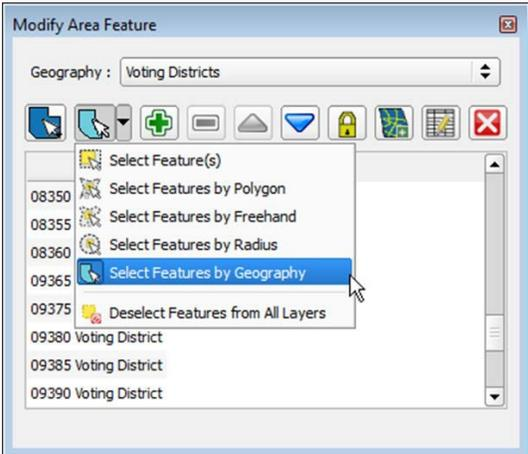 Modify Area Feature
Geography : Voting Districts
Select Feature(s)
Select Features by Polygon
08350
Select Features by Freehand
08355
Select Features by Radius
08360
Select Features by Geography
09365
09375
Deselect Features from All Layers
09380 Voting District
09385 Voting District
09390 Voting District